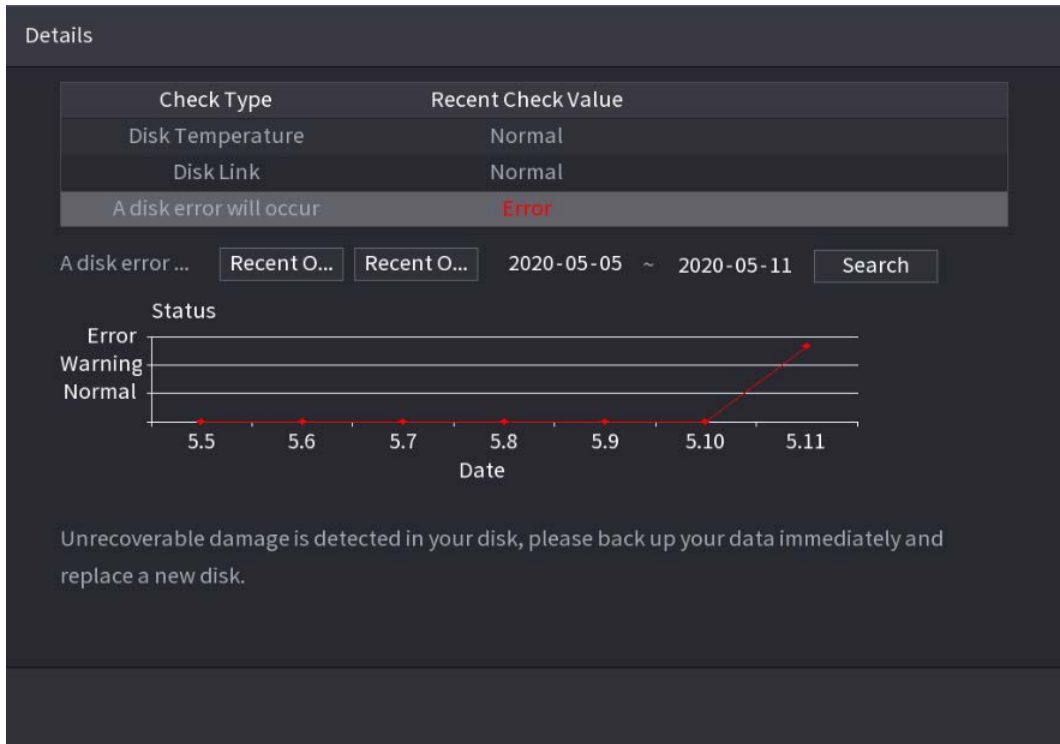 Details
Check Type Recent Check Value
Disk Temperature Normal
Disk Link Normal
A disk error will occur Error
A disk error ... Recent O... Recent O... 2020-05-05 ~ 2020-05-11 Search
Status
Error
Warning
Normal
5.5 5.6 5.7 5.8 5.9 5.10 5.11
Date
Unrecoverable damage is detected in your disk, please back up your data immediately and
replace a new disk.